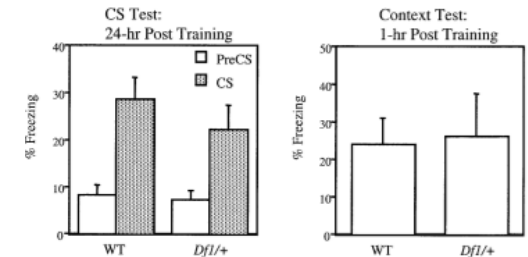 CS Test:
24-hr Post Training
40
30
20
10
0
% Freezing
PreCS
CS
WT
Df1/+
Context Test:
1-hr Post Training
50
40
30
20
10
0
% Freezing
WT
Df1/+